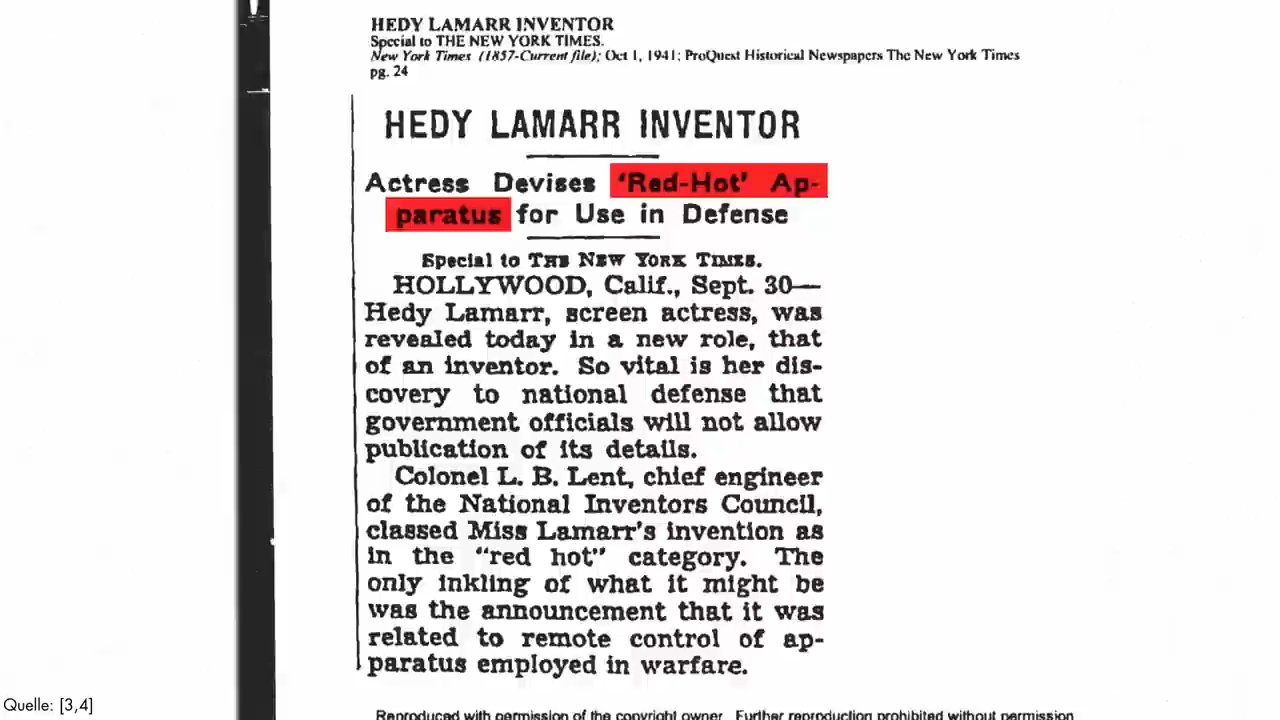 HEDY LAMARR INVENTOR
Special to THE NEW YORK TIMES.
New York Times (1857-Current file); Oct 1, 1941; ProQuest Historical Newspapers The New York Times
pg. 24
HEDY LAMARR INVENTOR
Actress Devises 'Red-Hot' Ap-
paratus for Use in Defense
Special to THE NEW YORK TIMES.
HOLLYWOOD, Calif., Sept. 30—
Hedy Lamarr, screen actress, was
revealed today in a new role, that
of an inventor. So vital is her dis-
covery to national defense that
government officials will not allow
publication of its details.
Colonel L. B. Lent, chief engineer
of the National Inventors Council,
classed Miss Lamarr's invention as
in the "red hot" category. The
only inkling of what it might be
was the announcement that it was
related to remote control of ap-
paratus employed in warfare.
Quelle: [3,4]
Reproduced with permission of the copyright owner. Further reproduction prohibited without permission